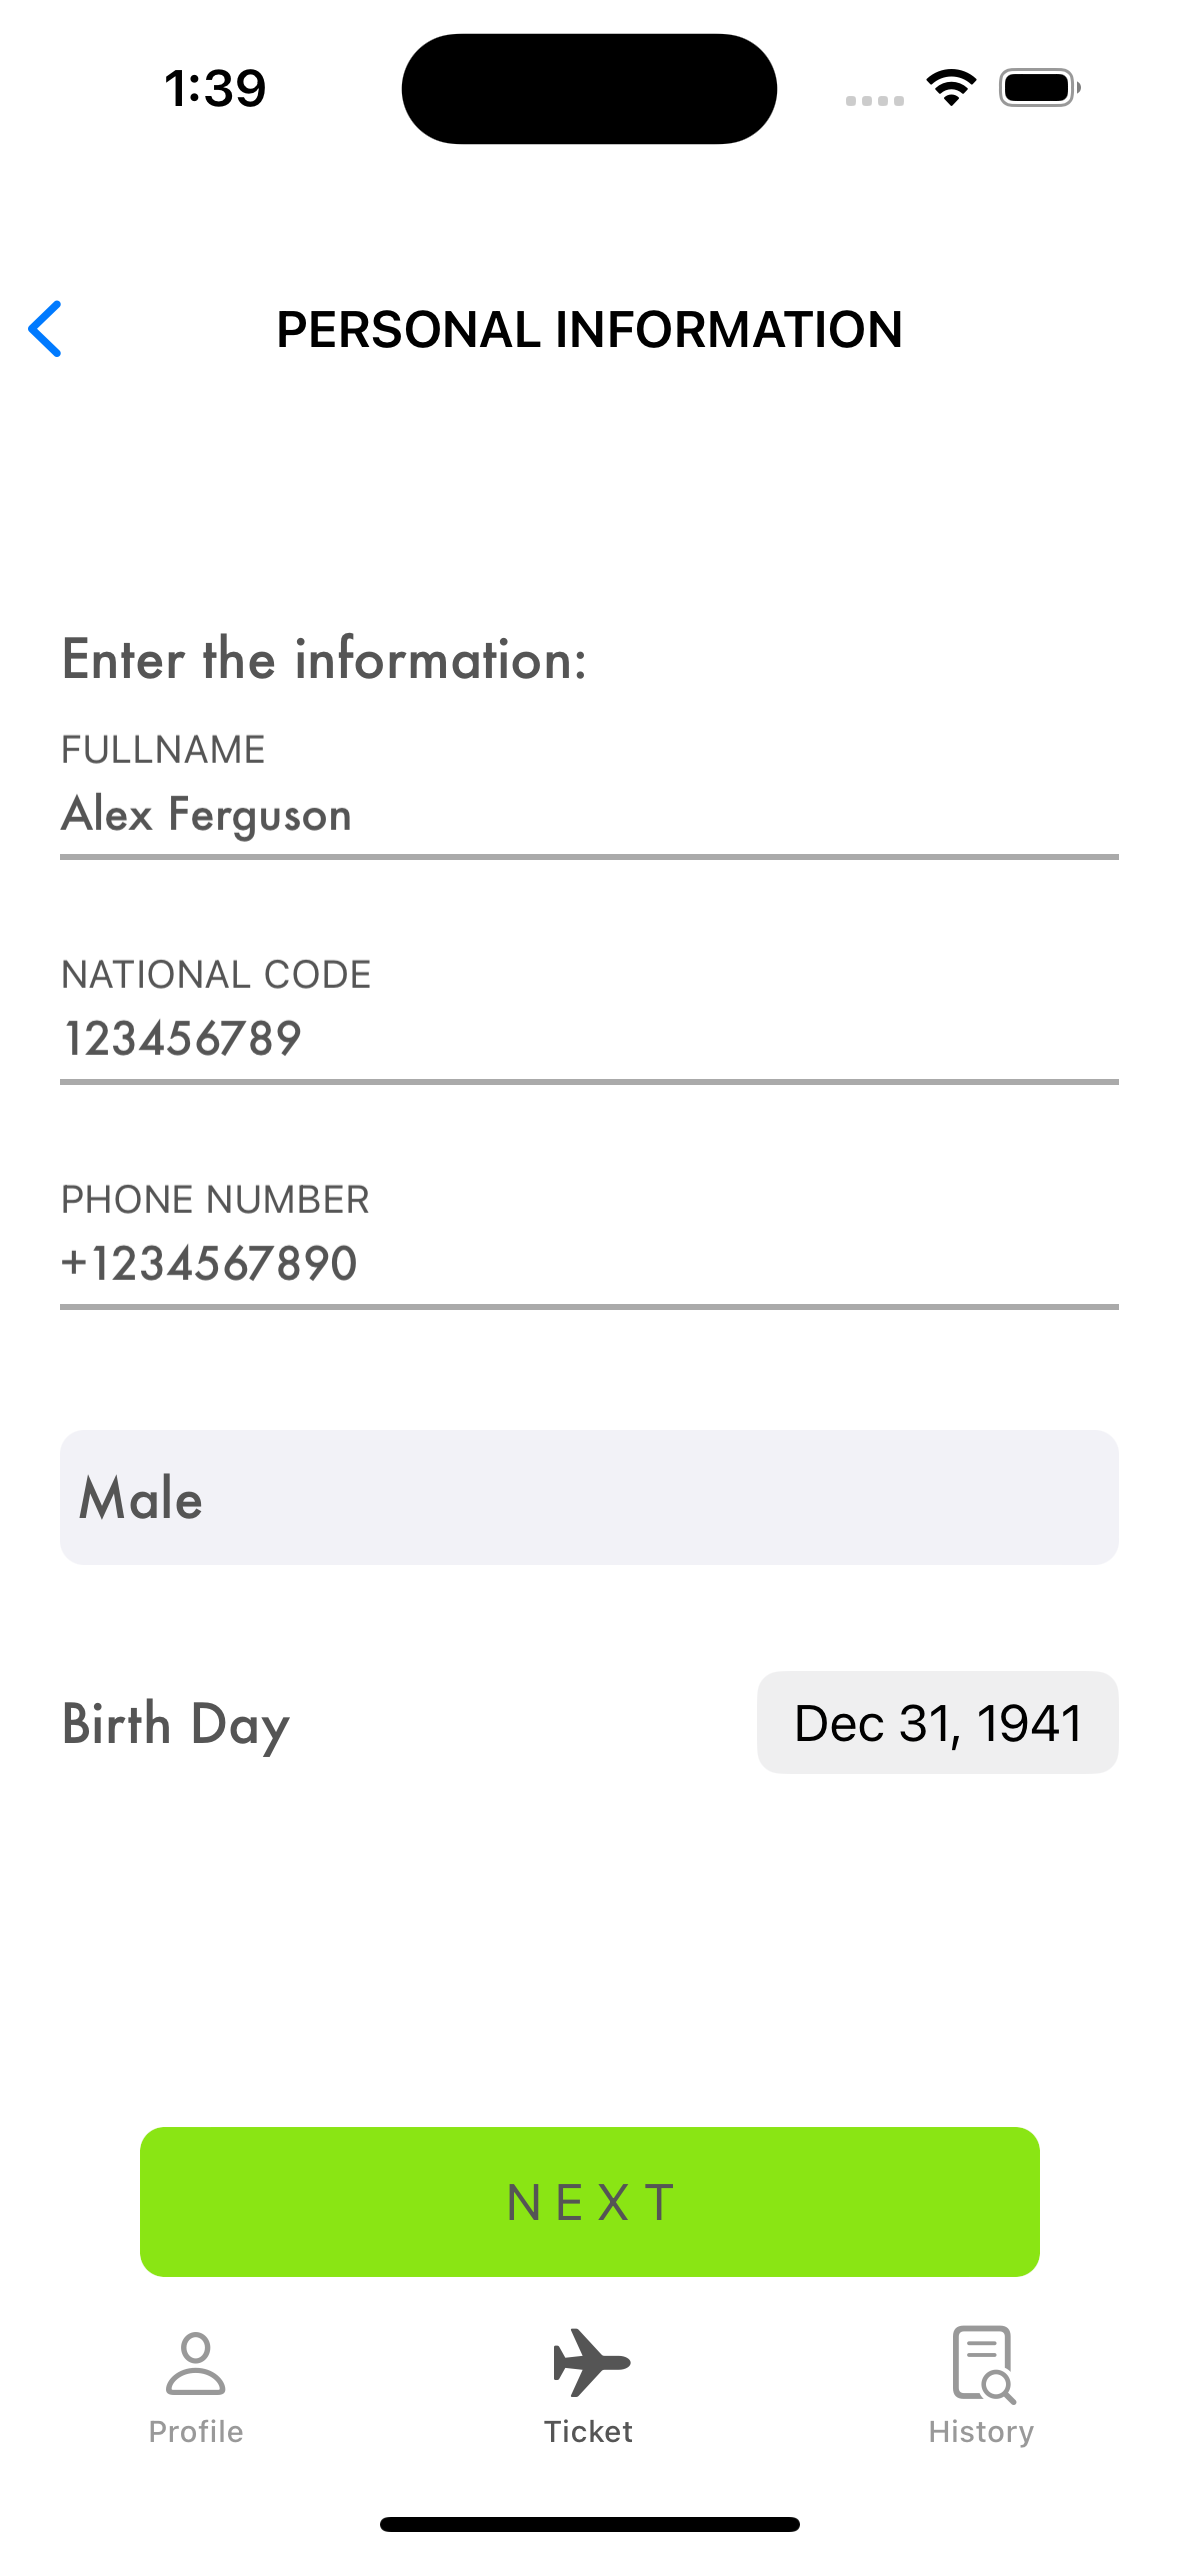 1:39
PERSONAL INFORMATION
Enter the information:
FULLNAME
Alex Ferguson
NATIONAL CODE
123456789
PHONE NUMBER
+1234567890
Male
Birth Day Dec 31, 1941
NEXT
Profile Ticket History